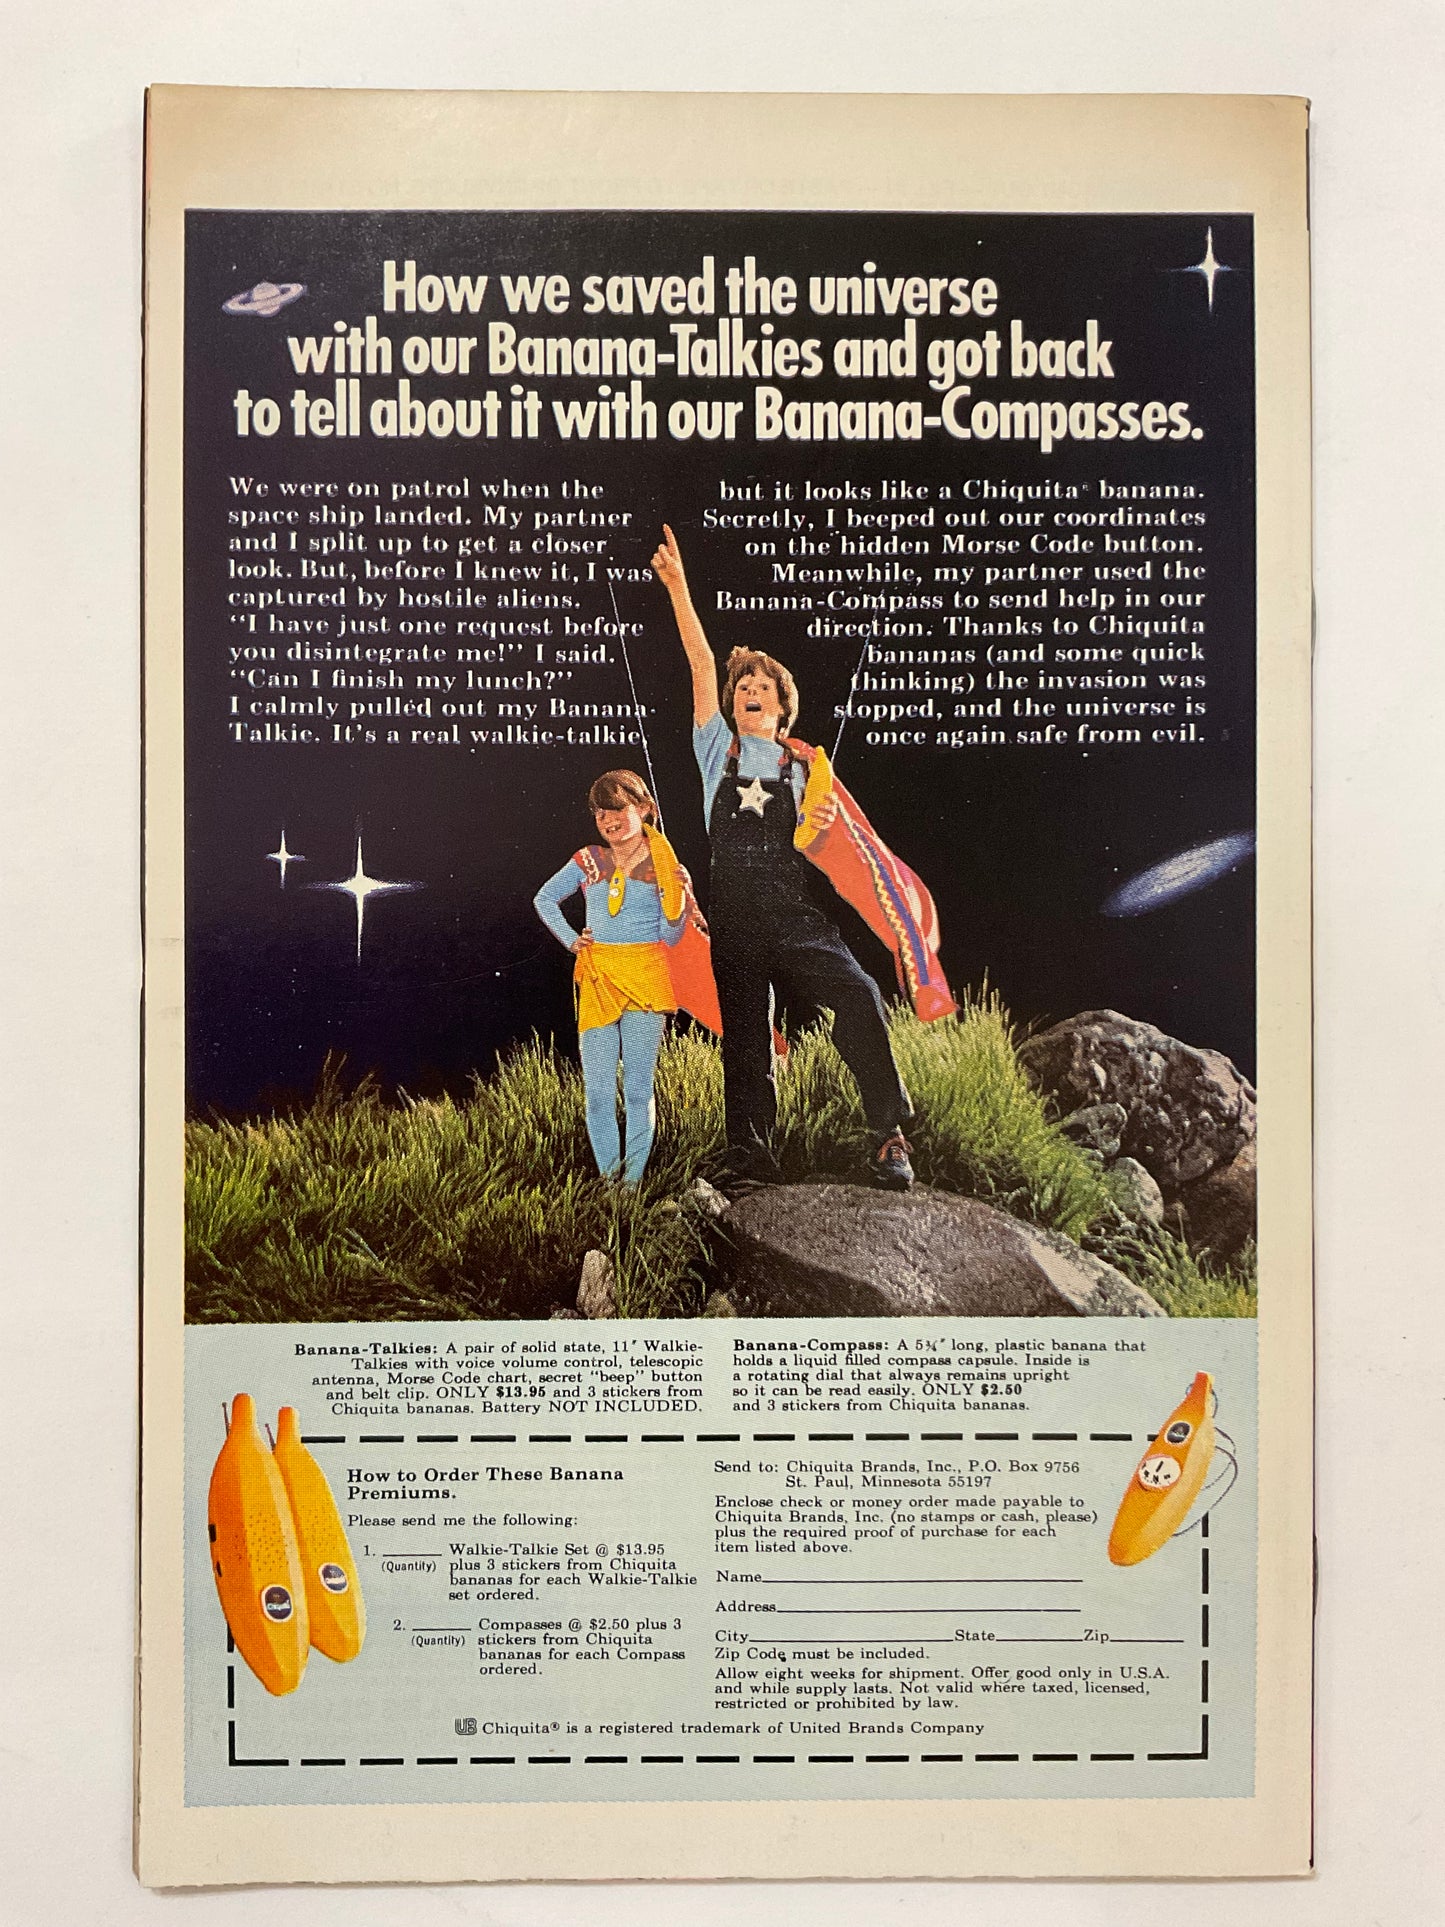 How we saved the universe
with our Banana-Talkies and got back
to tell about it with our Banana-Compasses.
We were on patrol when the
space ship landed. My partner
and I split up to get a closer
look. But, before I knew it, I was
captured by hostile aliens.
“I have just one request before
you disintegrate me!” I said.
“Can I finish my lunch?”
I calmly pulled out my Banana-
Talkie. It's a real walkie-talkie,
but it looks like a Chiquita® banana.
Secretly, I beeped out our coordinates
on the hidden Morse Code button.
Meanwhile, my partner used the
Banana-Compass to send help in our
direction. Thanks to Chiquita
bananas (and some quick
thinking) the invasion was
stopped, and the universe is
once again safe from evil.
Banana-Talkies: A pair of solid state, 11" Walkie-
Talkies with voice volume control, telescopic
antenna, Morse Code chart, secret "beep" button
and belt clip. ONLY $13.95 and 3 stickers from
Chiquita bananas. Battery NOT INCLUDED.
Banana-Compass: A 5¾" long, plastic banana that
holds a liquid filled compass capsule. Inside is
a rotating dial that always remains upright
so it can be read easily. ONLY $2.50
and 3 stickers from Chiquita bananas.
How to Order These Banana
Premiums.
Please send me the following:
1. ______ Walkie-Talkie Set @ $13.95
(Quantity) plus 3 stickers from Chiquita
bananas for each Walkie-Talkie
set ordered.
2. ______ Compasses @ $2.50 plus 3
(Quantity) stickers from Chiquita
bananas for each Compass
ordered.
Send to: Chiquita Brands, Inc., P.O. Box 9756
St. Paul, Minnesota 55197
Enclose check or money order made payable to
Chiquita Brands, Inc. (no stamps or cash, please)
plus the required proof of purchase for each
item listed above.
Name
Address
City State Zip
Zip Code must be included.
Allow eight weeks for shipment. Offer good only in U.S.A.
and while supply lasts. Not valid where taxed, licensed,
restricted or prohibited by law.
UB Chiquita® is a registered trademark of United Brands Company
Chiquita